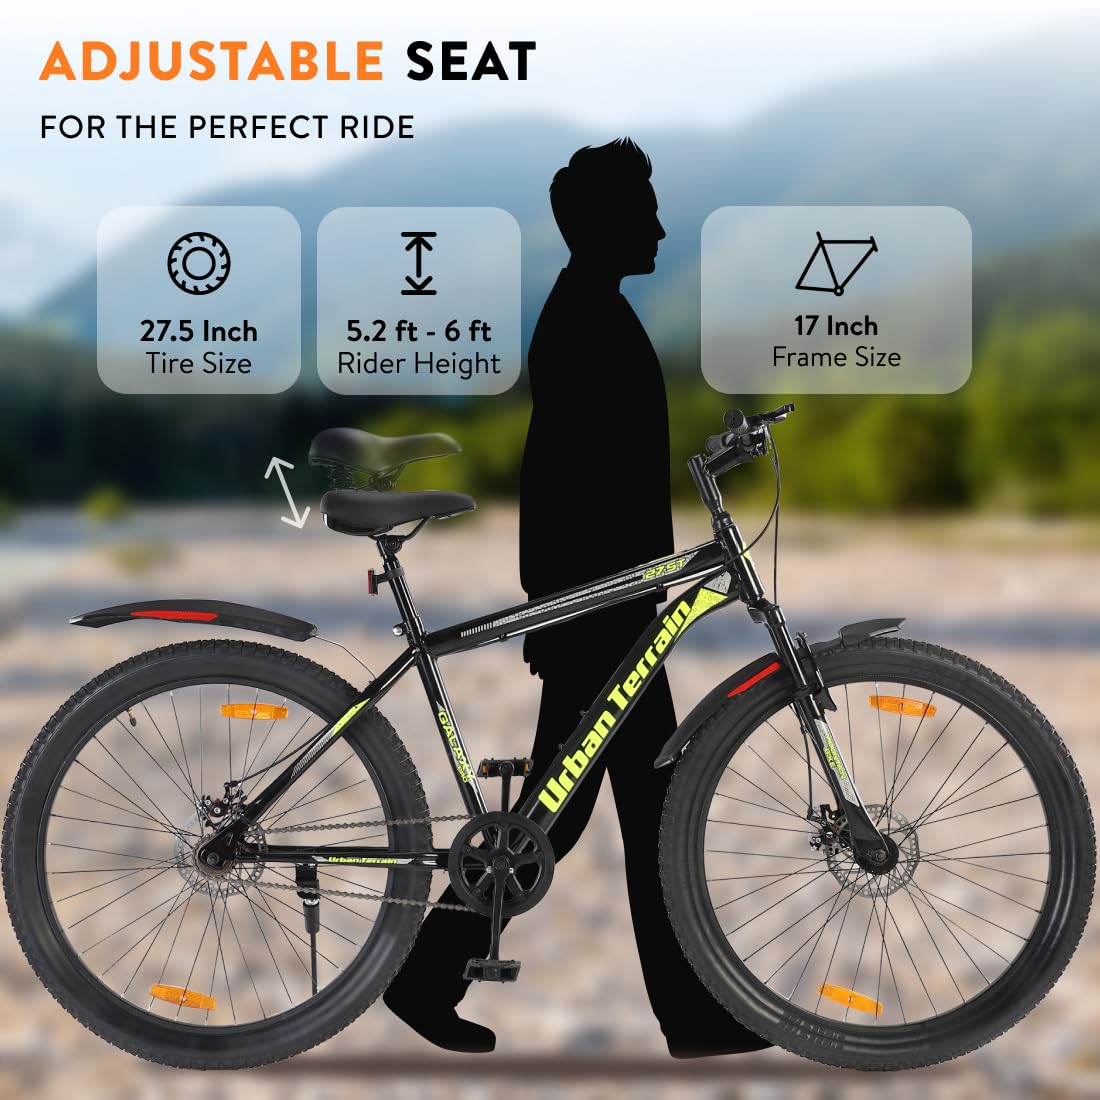 ADJUSTABLE SEAT
FOR THE PERFECT RIDE
27.5 Inch
Tire Size
5.2 ft - 6 ft
Rider Height
17 Inch
Frame Size
27.5T
Urban Terrain
Urban Terrain